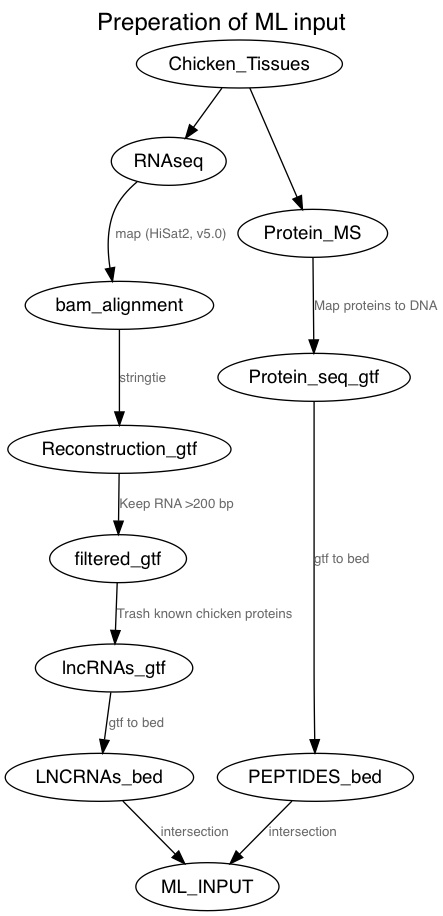 Preperation of ML input
Chicken_Tissues
RNAseq
map (HiSat2, v5.0)
Protein_MS
bam_alignment
Map proteins to DNA
stringtie
Protein_seq_gtf
Reconstruction_gtf
Keep RNA >200 bp
filtered_gtf
gtf to bed
Trash known chicken proteins
lncRNAs_gtf
gtf to bed
LNCRNAs_bed
PEPTIDES_bed
intersection
intersection
ML_INPUT